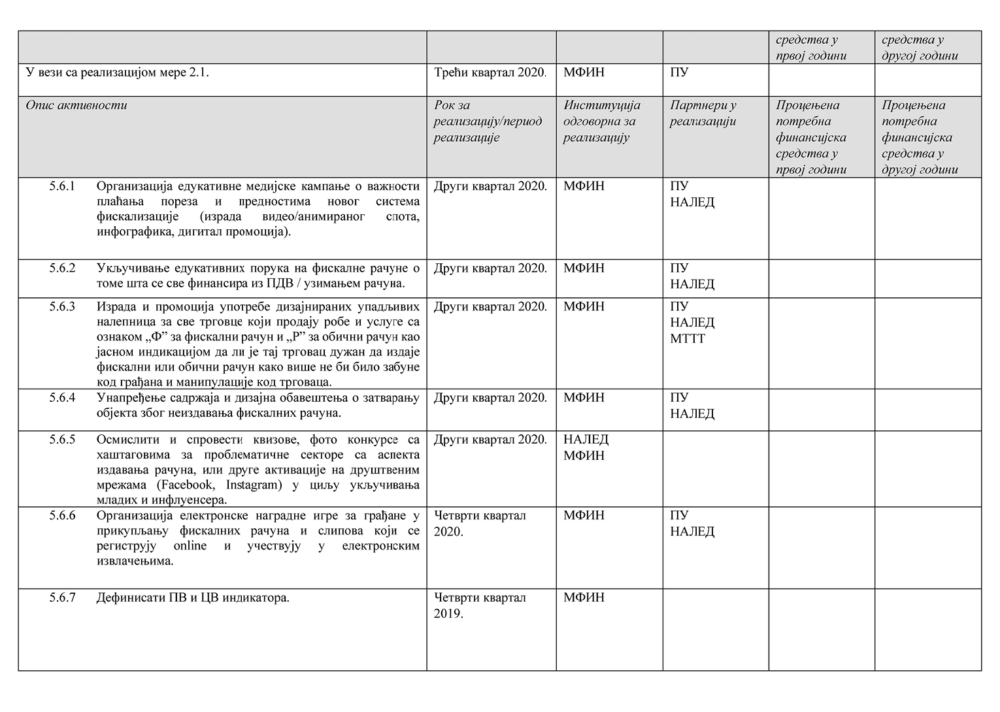 средства у
првој години
средства у
другој години
У вези са реализацијом мере 2.1.
Трећи квартал 2020.
МФИН
ПУ
Опис активности
Рок за
реализацију/период
реализације
Институција
одговорна за
реализацију
Партнери у
реализацији
Процењена
потребна
финансијска
средства у
првој години
Процењена
потребна
финансијска
средства у
другој години
5.6.1 Организација едукативне медијске кампање о важности
плаћања пореза и предностима новог система
фискализације (израда видео/анимираног спота,
инфографика, дигитал промоција).
Други квартал 2020.
МФИН
ПУ
НАЛЕД
5.6.2 Укључивање едукативних порука на фискалне рачуне о
томе шта се све финансира из ПДВ / узимањем рачуна.
Други квартал 2020.
МФИН
ПУ
НАЛЕД
5.6.3 Израда и промоција употребе дизајнираних упадљивих
налепница за све трговце који продају робе и услуге са
ознаком „Ф” за фискални рачун и „Р” за обични рачун као
јасном индикацијом да ли је тај трговац дужан да издаје
фискални или обични рачун како више не би било забуне
код грађана и манипулације код трговаца.
Други квартал 2020.
МФИН
ПУ
НАЛЕД
МТТТ
5.6.4 Унапређење садржаја и дизајна обавештења о затварању
објекта због неиздавања фискалних рачуна.
Други квартал 2020.
МФИН
ПУ
НАЛЕД
5.6.5 Осмислити и спровести квизове, фото конкурсе са
хаштаговима за проблематичне секторе са аспекта
издавања рачуна, или друге активације на друштвеним
мрежама (Facebook, Instagram) у циљу укључивања
младих и инфлуенсера.
Други квартал 2020.
НАЛЕД
МФИН
5.6.6 Организација електронске наградне игре за грађане у
прикупљању фискалних рачуна и слипова који се
региструју online и учествују у електронским
извлачењима.
Четврти квартал
2020.
МФИН
ПУ
НАЛЕД
5.6.7 Дефинисати ПВ и ЦВ индикатора.
Четврти квартал
2019.
МФИН